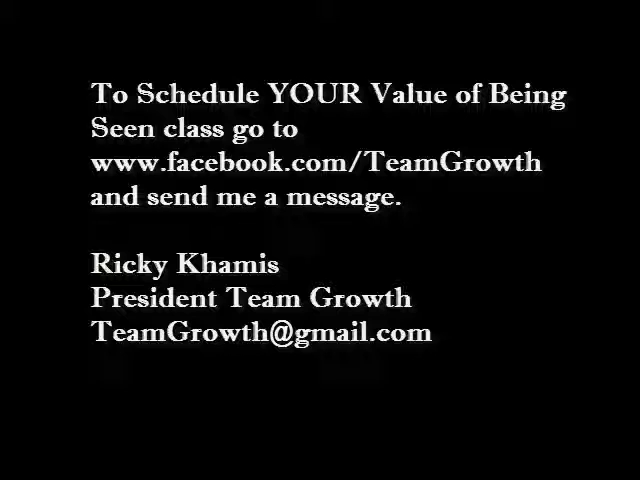 To Schedule YOUR Value of Being
Seen class go to
www.facebook.com/TeamGrowth
and send me a message.
Ricky Khamis
President Team Growth
TeamGrowth@gmail.com